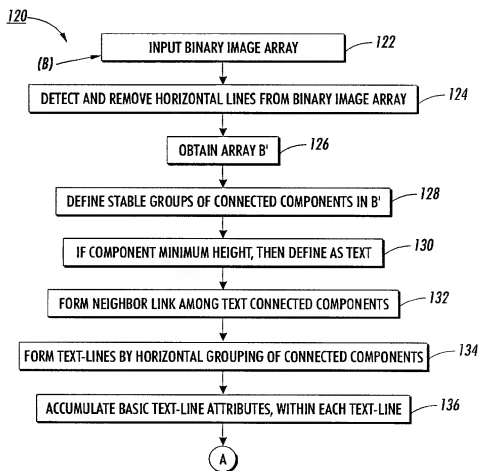 120
(B)
INPUT BINARY IMAGE ARRAY
122
DETECT AND REMOVE HORIZONTAL LINES FROM BINARY IMAGE ARRAY
124
OBTAIN ARRAY B'
126
DEFINE STABLE GROUPS OF CONNECTED COMPONENTS IN B'
128
IF COMPONENT MINIMUM HEIGHT, THEN DEFINE AS TEXT
130
FORM NEIGHBOR LINK AMONG TEXT CONNECTED COMPONENTS
132
FORM TEXT-LINES BY HORIZONTAL GROUPING OF CONNECTED COMPONENTS
134
ACCUMULATE BASIC TEXT-LINE ATTRIBUTES, WITHIN EACH TEXT-LINE
136
A